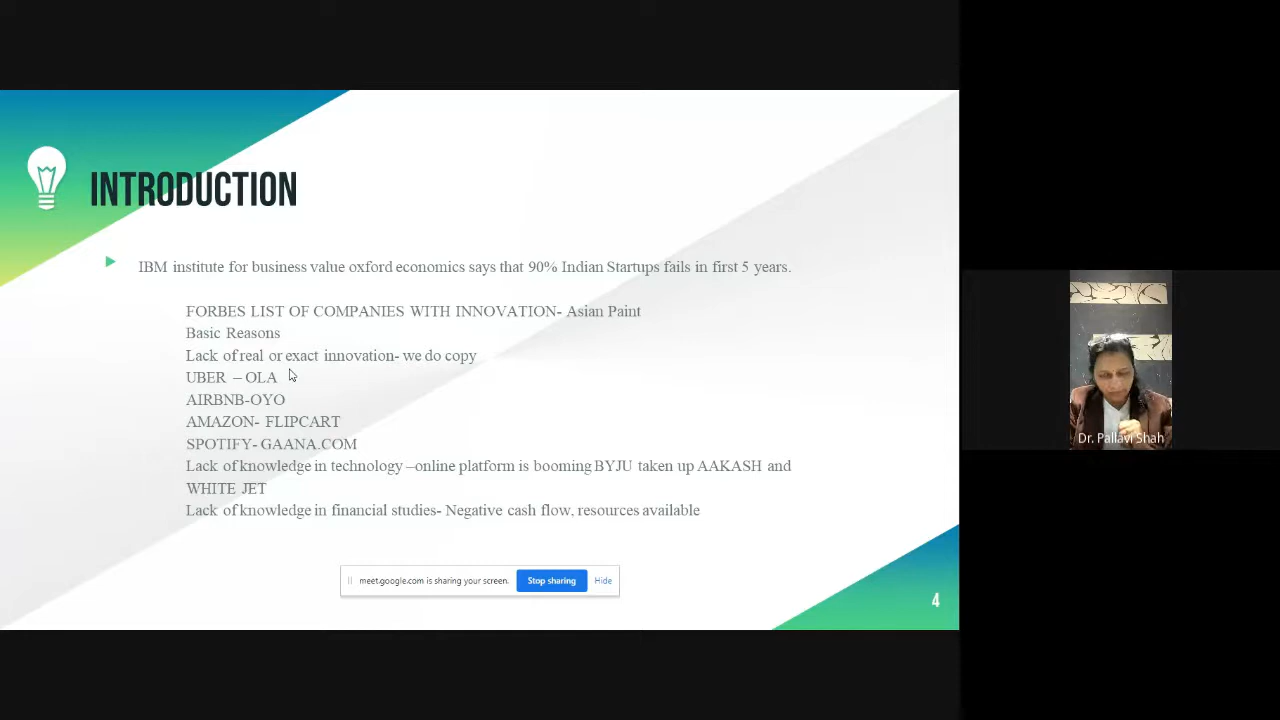 INTRODUCTION
IBM institute for business value oxford economics says that 90% Indian Startups fails in first 5 years.
FORBES LIST OF COMPANIES WITH INNOVATION- Asian Paint
Basic Reasons
Lack of real or exact innovation- we do copy
UBER – OLA
AIRBNB-OYO
AMAZON- FLIPCART
SPOTIFY- GAANA.COM
Lack of knowledge in technology –online platform is booming BYJU taken up AAKASH and
WHITE JET
Lack of knowledge in financial studies- Negative cash flow, resources available
meet.google.com is sharing your screen. Stop sharing Hide
4
Dr. Pallavi Shah